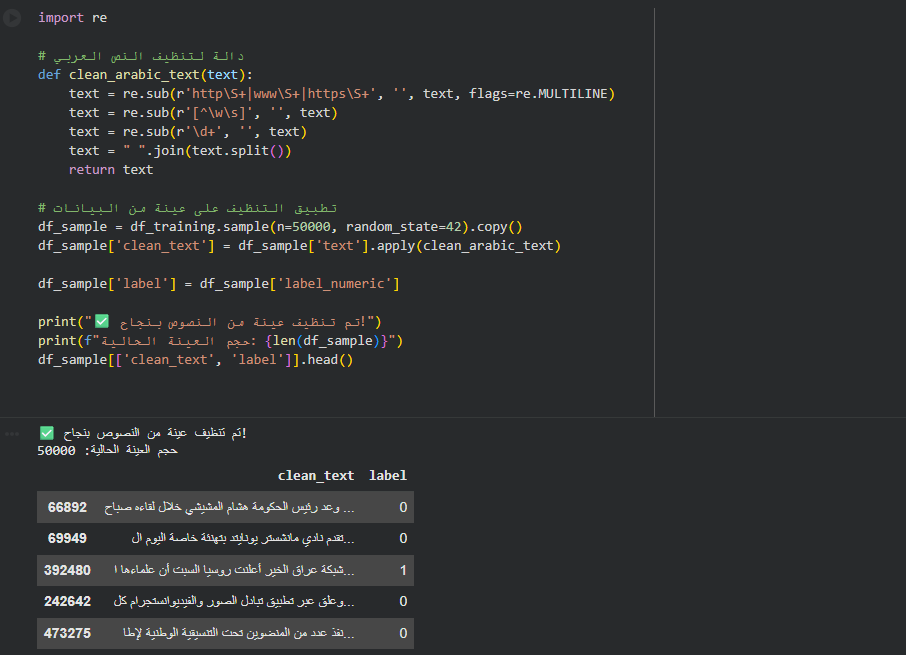 import re
# دالة لتنظيف النص العربي
def clean_arabic_text(text):
    text = re.sub(r'http\S+|www\S+|https\S+', '', text, flags=re.MULTILINE)
    text = re.sub(r'[^\w\s]', '', text)
    text = re.sub(r'\d+', '', text)
    text = " ".join(text.split())
    return text
# تطبيق التنظيف على عينة من البيانات
df_sample = df_training.sample(n=50000, random_state=42).copy()
df_sample['clean_text'] = df_sample['text'].apply(clean_arabic_text)
df_sample['label'] = df_sample['label_numeric']
print("✅ تم تنظيف عينة من النصوص بنجاح!")
print(f"حجم العينة الحالية: {len(df_sample)}")
df_sample[['clean_text', 'label']].head()
✅ تم تنظيف عينة من النصوص بنجاح!
حجم العينة الحالية: 50000
clean_text label
66892 وعد رئيس الحكومة هشام المشيشي خلال لقاءه صباح ... 0
69949 تقدم نادي مانشستر يونايتد بتهنئة خاصة اليوم ال... 0
392480 شبكة عراق الخير أعلنت روسيا السبت أن علماءها ا... 1
242642 وعلق عبر تطبيق تبادل الصور والفيديوانستجرام كل... 0
473275 نفذ عدد من المنضوين تحت التنسيقية الوطنية لإطا... 0